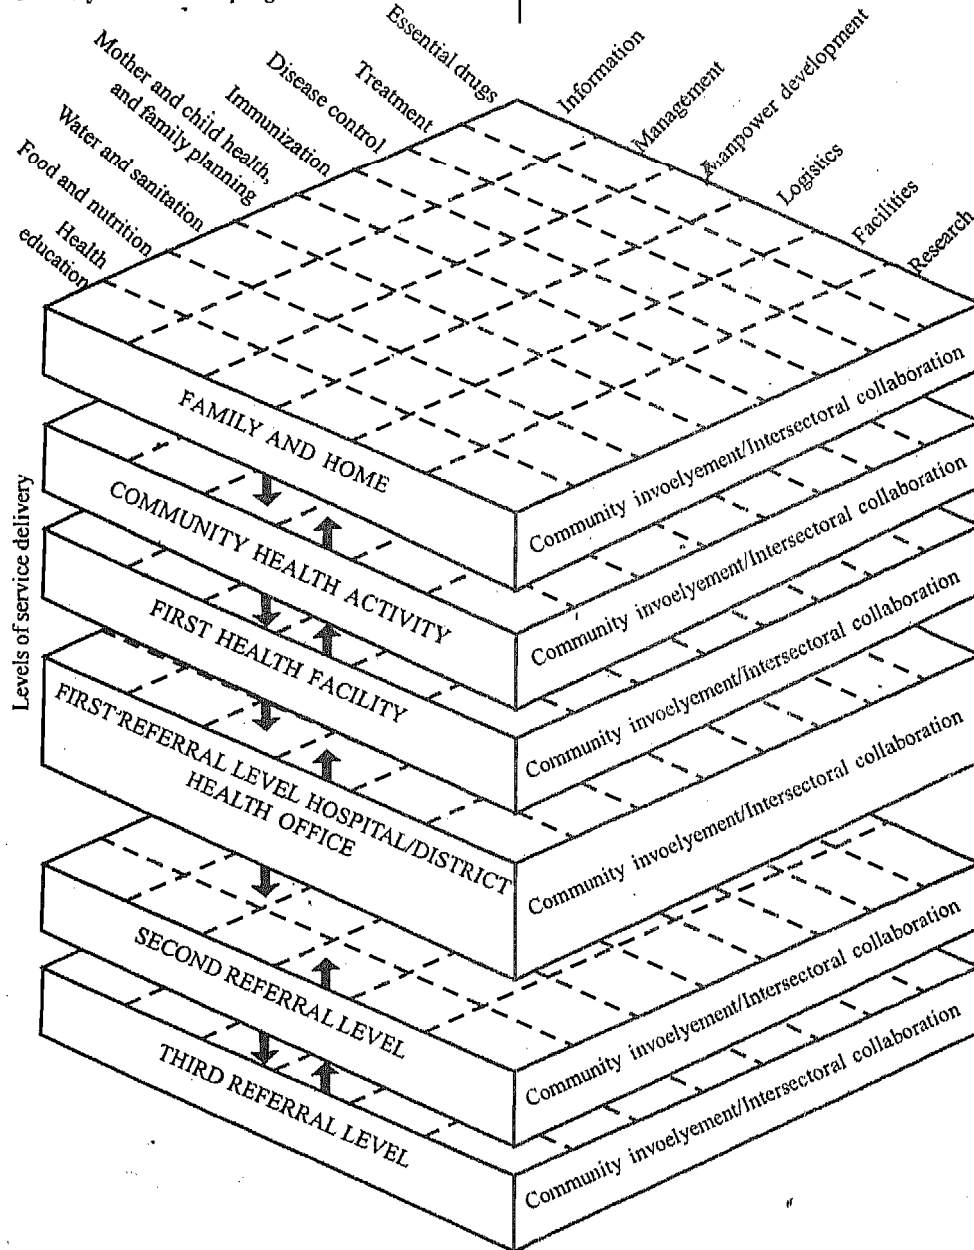 Essential drugs
Treatment
Disease control
Immunization
Mother and child health,
and family planning
Water and sanitation
Food and nutrition
Health
education
Information
Management
Manpower development
Logistics
Facilities
Research
Levels of service delivery
FAMILY AND HOME
Community invoelyement/Intersectoral collaboration
COMMUNITY HEALTH ACTIVITY
Community invoelyement/Intersectoral collaboration
FIRST HEALTH FACILITY
Community invoelyement/Intersectoral collaboration
FIRST-REFERRAL LEVEL HOSPITAL/DISTRICT
HEALTH OFFICE
Community invoelyement/Intersectoral collaboration
SECOND REFERRAL LEVEL
Community invoelyement/Intersectoral collaboration
THIRD REFERRAL LEVEL
Community invoelyement/Intersectoral collaboration